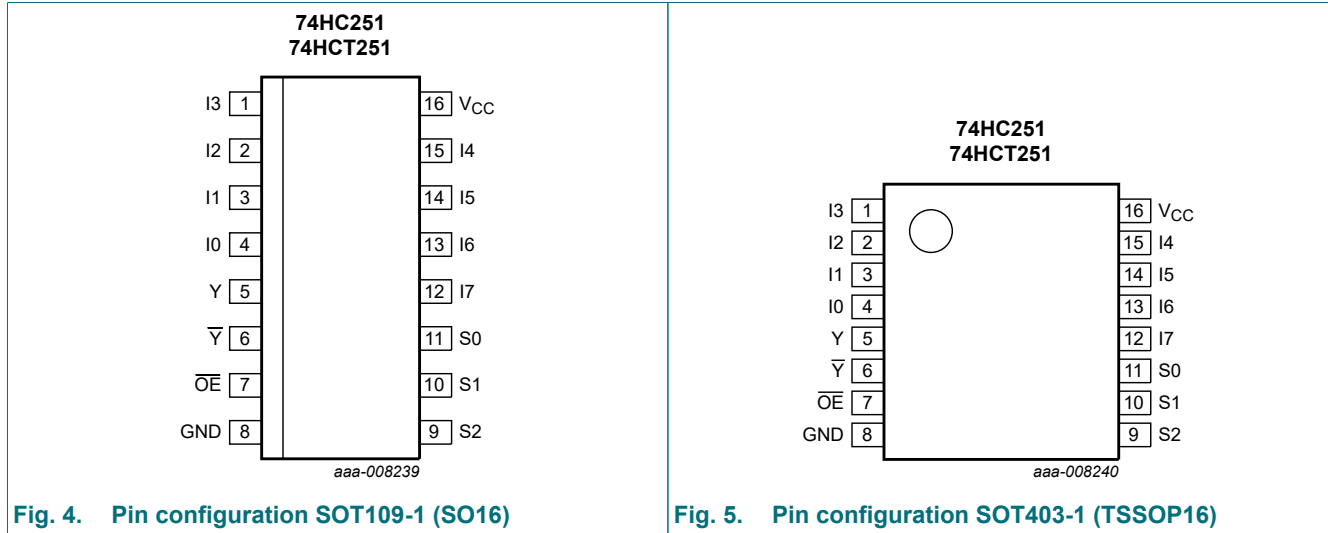 74HC251
74HCT251
I3 1
16 VCC
I2 2
15 I4
I1 3
14 I5
I0 4
13 I6
Y 5
12 I7
Y̅ 6
11 S0
O̅E̅ 7
10 S1
GND 8
9 S2
aaa-008239
Fig. 4. Pin configuration SOT109-1 (SO16)
74HC251
74HCT251
I3 1
16 VCC
I2 2
15 I4
I1 3
14 I5
I0 4
13 I6
Y 5
12 I7
Y̅ 6
11 S0
O̅E̅ 7
10 S1
GND 8
9 S2
aaa-008240
Fig. 5. Pin configuration SOT403-1 (TSSOP16)